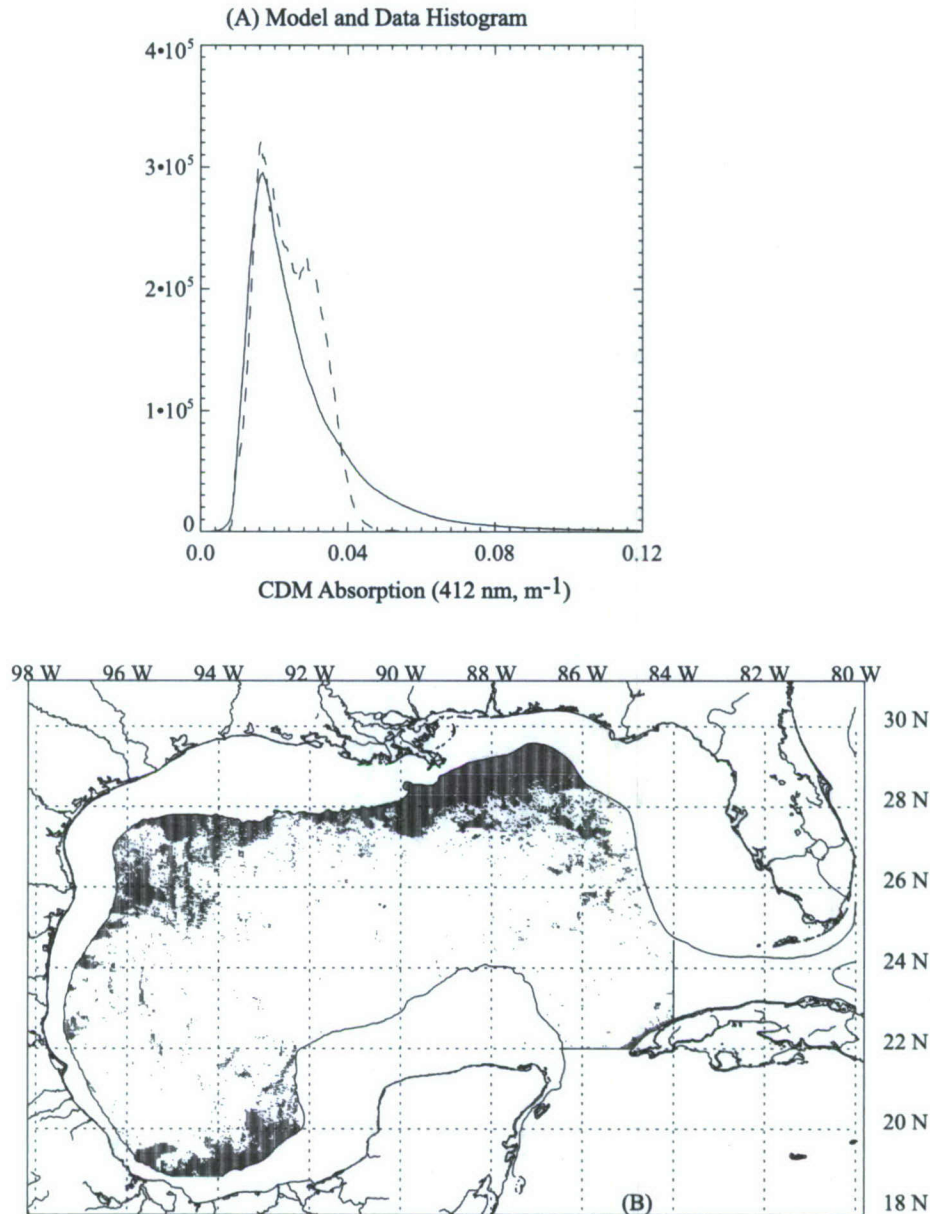 (A) Model and Data Histogram
4•10⁵
3•10⁵
2•10⁵
1•10⁵
0
0.0 0.04 0.08 0.12
CDM Absorption (412 nm, m⁻¹)
98 W 96 W 94 W 92 W 90 W 88 W 86 W 84 W 82 W 80 W
30 N
28 N
26 N
24 N
22 N
20 N
(B)
18 N